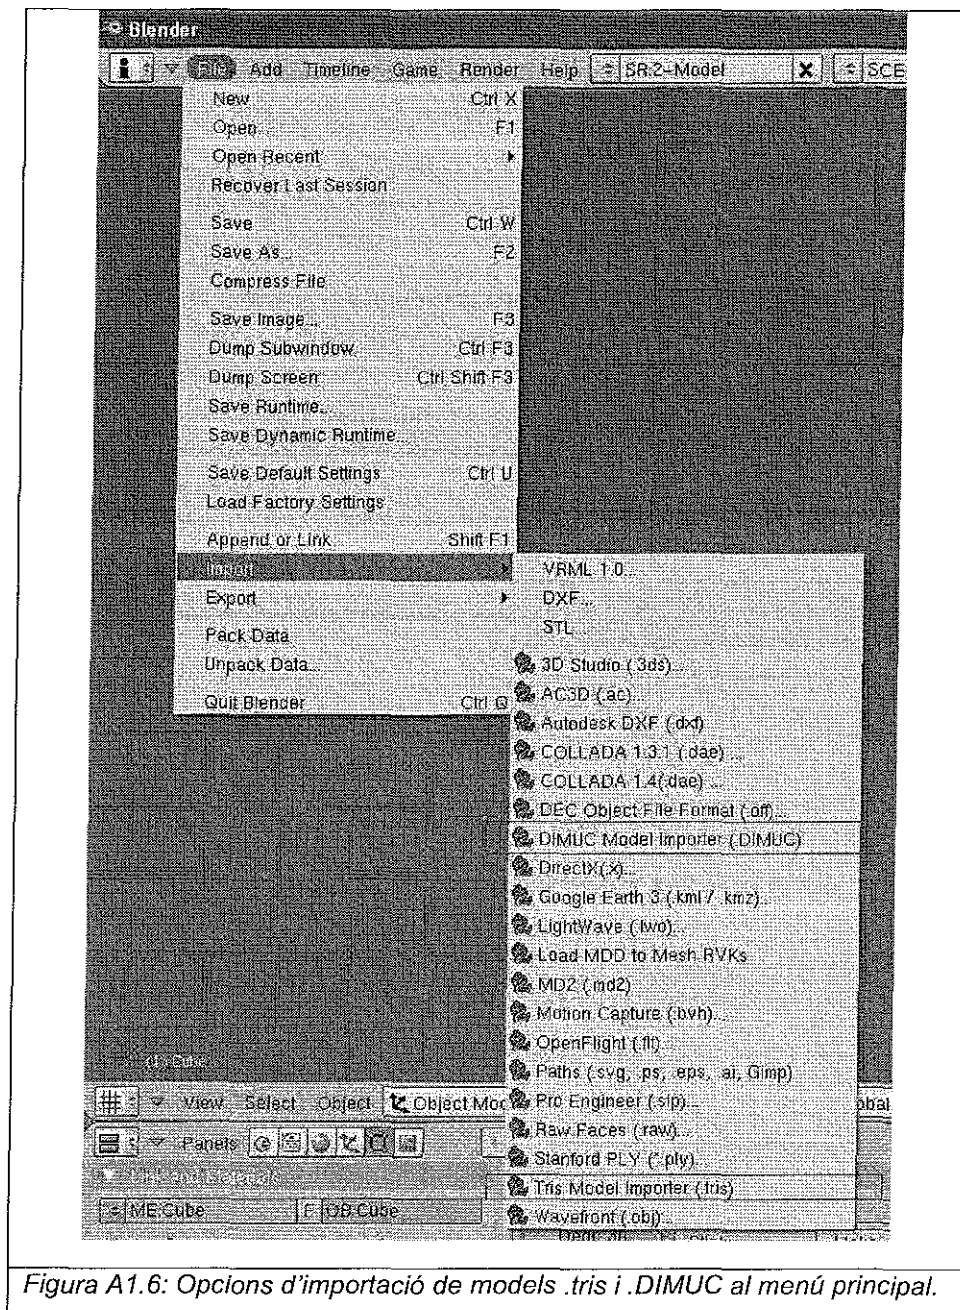 Blender
File Add Timeline Game Render Help SR:2-Model SCE
New Ctrl X
Open... F1
Open Recent
Recover Last Session
Save Ctrl W
Save As... F2
Compress File
Save Image... F3
Dump Subwindow Ctrl F3
Dump Screen Ctrl Shift F3
Save Runtime...
Save Dynamic Runtime...
Save Default Settings Ctrl U
Load Factory Settings
Append or Link Shift F1
Import
Export
Pack Data
Unpack Data...
Quit Blender Ctrl Q
VRML 1.0...
DXF...
STL...
3D Studio (.3ds)...
AC3D (.ac)...
Autodesk DXF (.dxf)
COLLADA 1.3.1 (.dae) ...
COLLADA 1.4(.dae) ...
DEC Object File Format (.off)...
DIMUC Model Importer (.DIMUC)
DirectX(.x)...
Google Earth 3 (.kml / .kmz)...
LightWave (.lwo)...
Load MDD to Mesh RVKs
MD2 (.md2)
Motion Capture (.bvh)...
OpenFlight (.flt)...
Paths (.svg, .ps, .eps, .ai, Gimp)
Pro Engineer (.slp)...
Raw Faces (.raw)...
Stanford PLY (*.ply)...
Tris Model Importer (.tris)
Wavefront (.obj)...
(1) Cube
View Select Object Object Mod obal
Panels
Link and Materials
ME:Cube F OB:Cube
Figura A1.6: Opcions d'importació de models .tris i .DIMUC al menú principal.